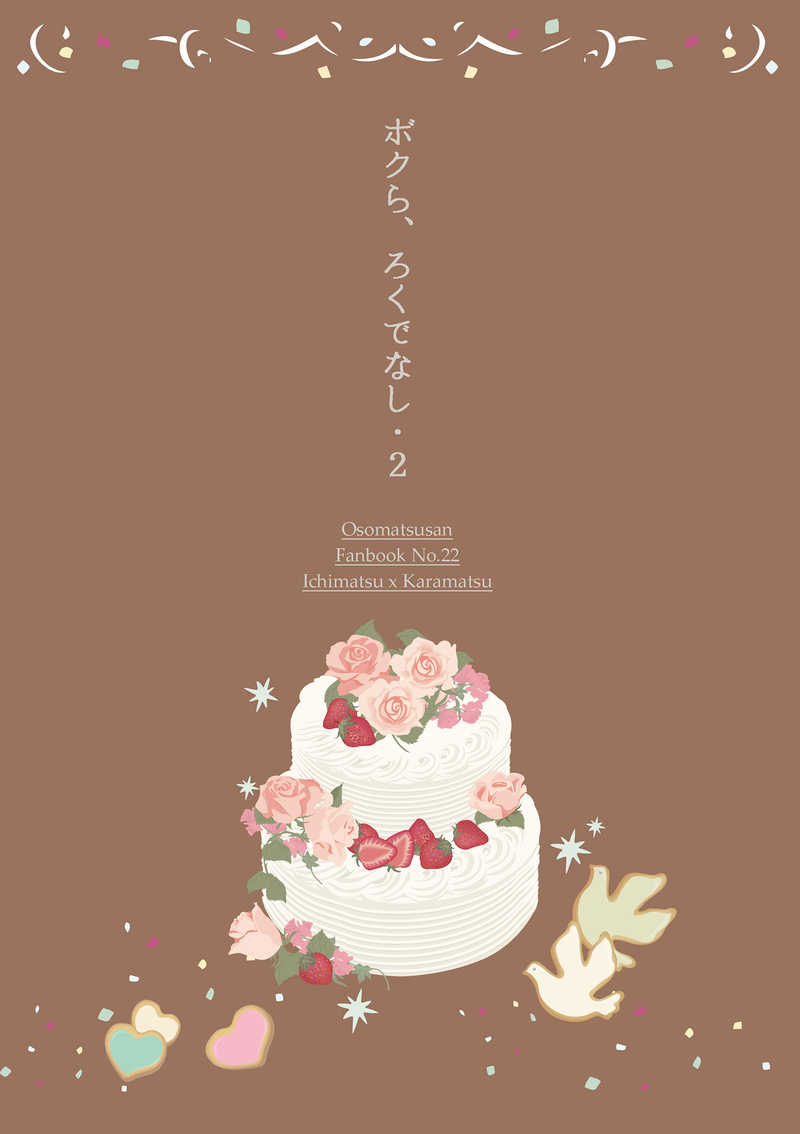 ボクら、ろくでなし・2
Osomatsusan
Fanbook No.22
Ichimatsu x Karamatsu